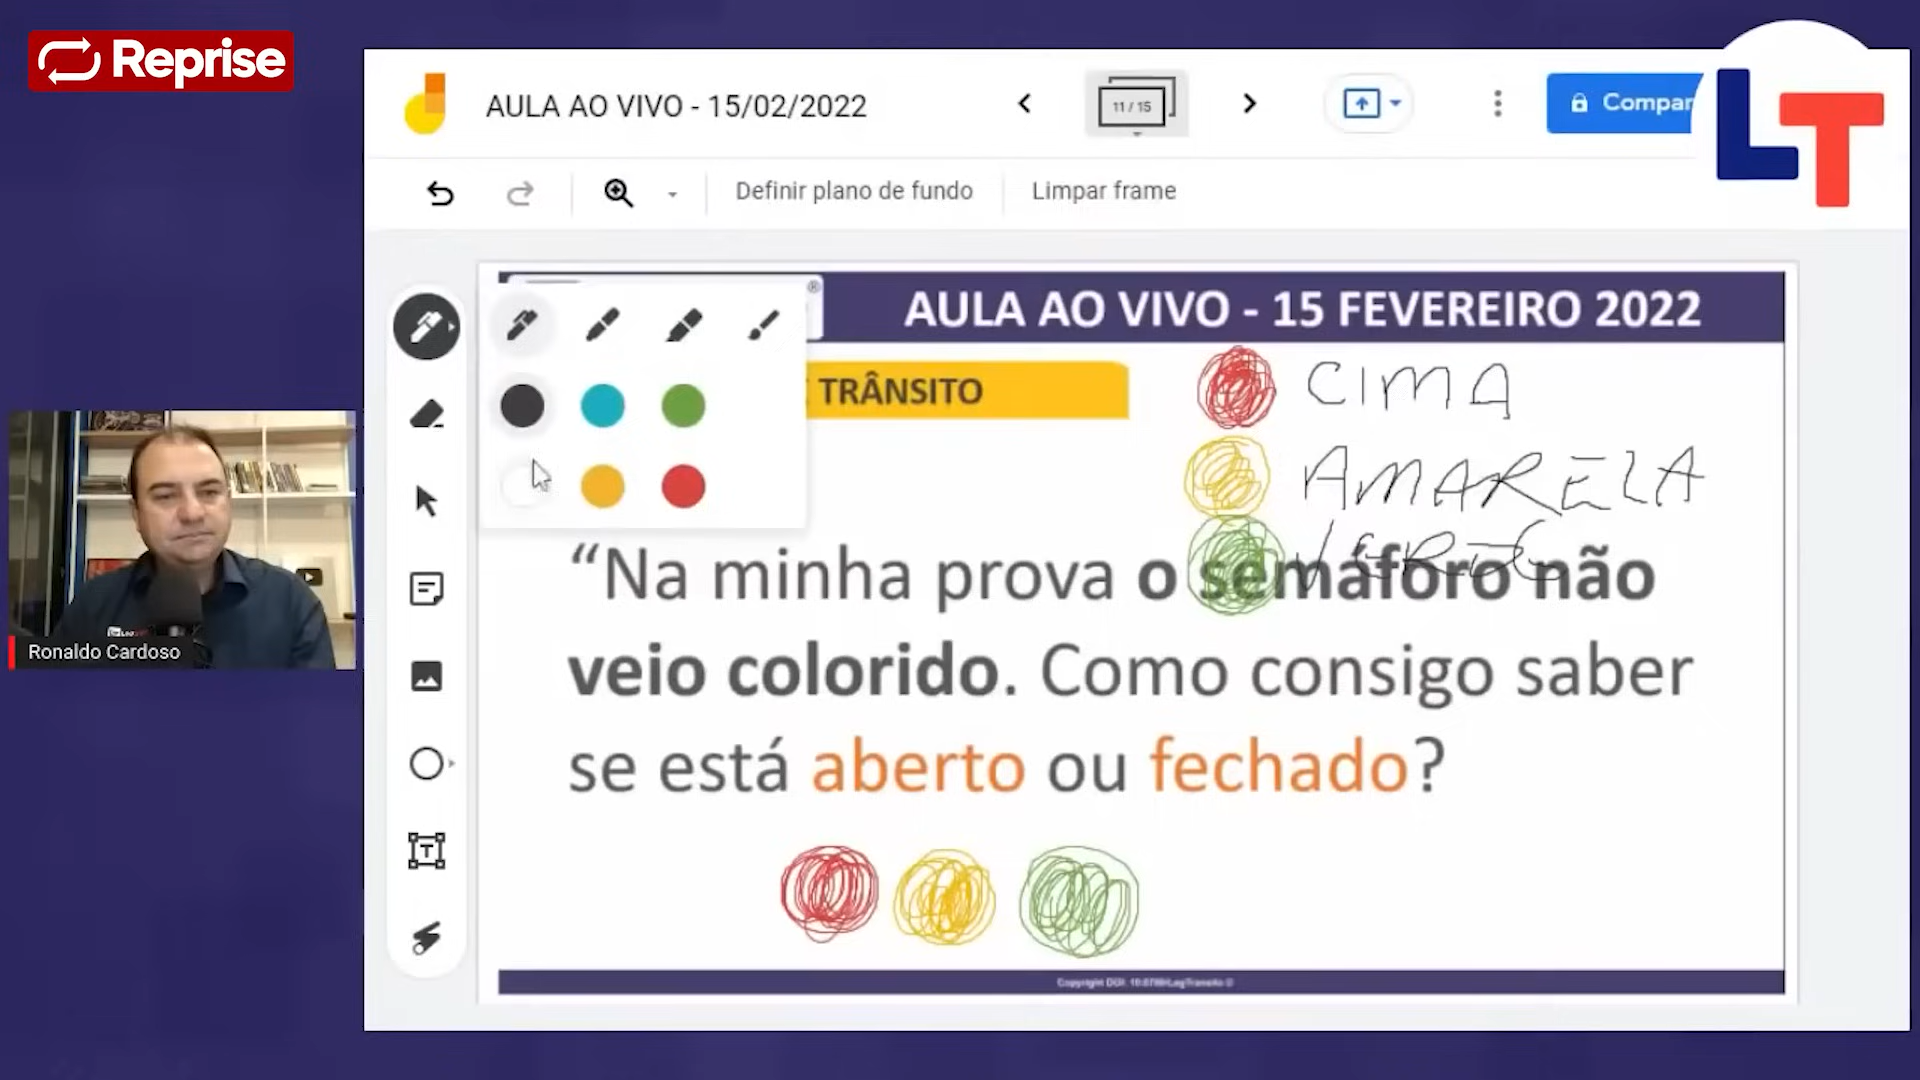 Reprise
AULA AO VIVO - 15/02/2022
11 / 15
Compar
LT
Definir plano de fundo
Limpar frame
AULA AO VIVO - 15 FEVEREIRO 2022
TRÂNSITO
CIMA
AMARELA
VERDE
“Na minha prova o semáforo não
veio colorido. Como consigo saber
se está aberto ou fechado?
Ronaldo Cardoso